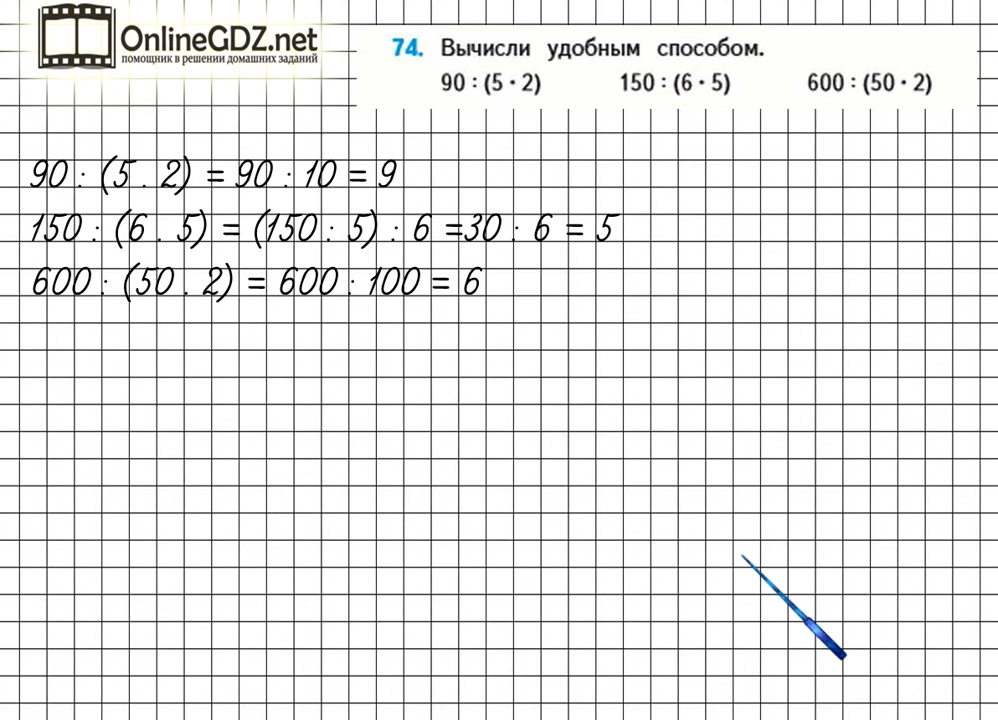 OnlineGDZ.net
помощник в решении домашних заданий
74. Вычисли удобным способом.
90 : (5 · 2) 150 : (6 · 5) 600 : (50 · 2)
90 : (5 . 2) = 90 : 10 = 9
150 : (6 . 5) = (150 : 5) : 6 =30 : 6 = 5
600 : (50 . 2) = 600 : 100 = 6